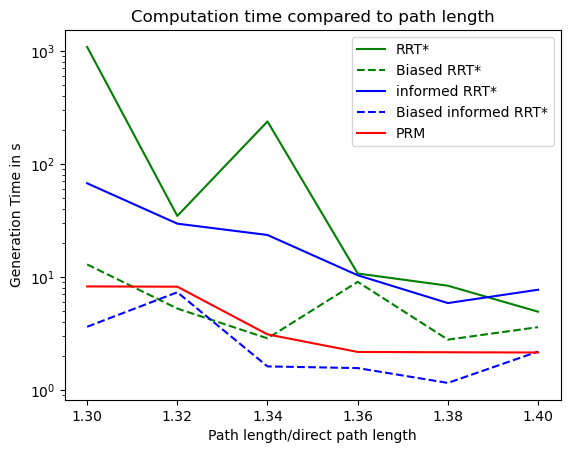 Computation time compared to path length
RRT*
Biased RRT*
informed RRT*
Biased informed RRT*
PRM
Generation Time in s
10³
10²
10¹
10⁰
1.30 1.32 1.34 1.36 1.38 1.40
Path length/direct path length